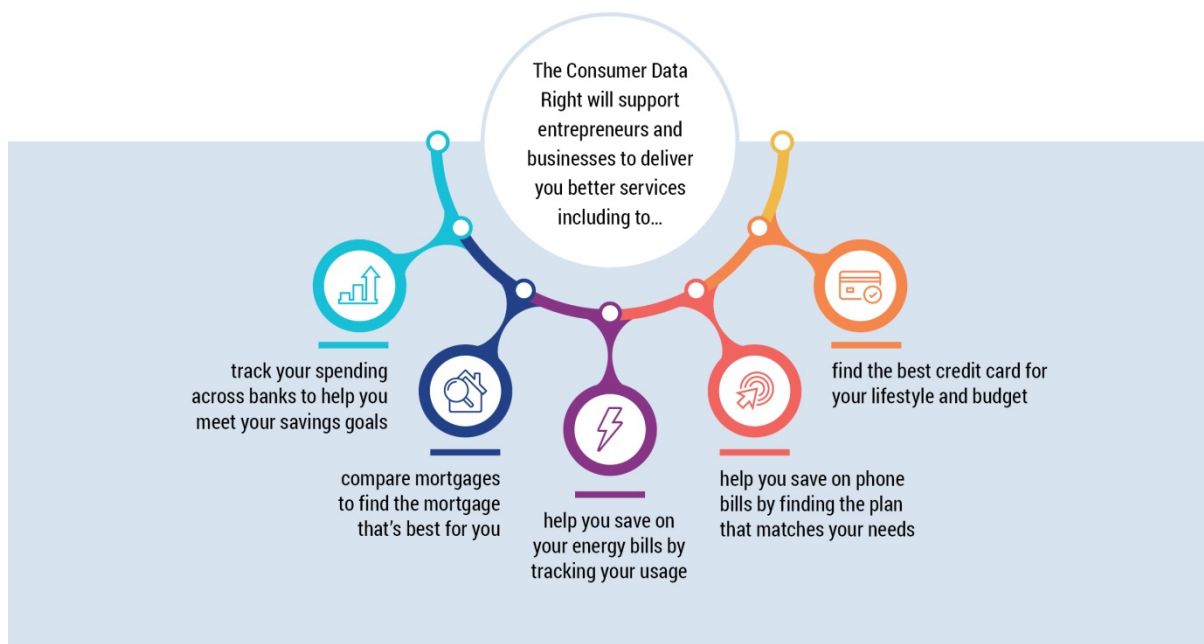 The Consumer Data
Right will support
entrepreneurs and
businesses to deliver
you better services
including to...
track your spending
across banks to help you
meet your savings goals
compare mortgages
to find the mortgage
that's best for you
help you save on
your energy bills by
tracking your usage
help you save on phone
bills by finding the plan
that matches your needs
find the best credit card for
your lifestyle and budget